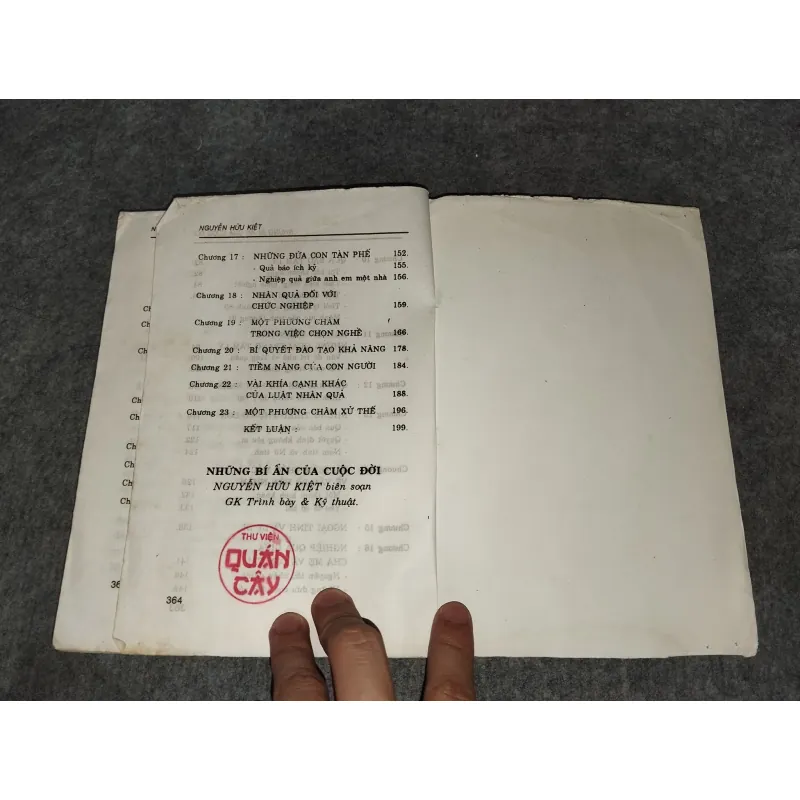 NGUYỄN HỮU KIỆT
Chương 17 : NHỮNG ĐỨA CON TÀN PHẾ 152.
- Quả báo ích kỷ 155.
- Nghiệp quả giữa anh em một nhà 156.
Chương 18 : NHÂN QUẢ ĐỐI VỚI
CHỨC NGHIỆP 159.
Chương 19 : MỘT PHƯƠNG CHÂM
TRONG VIỆC CHỌN NGHỀ 166.
Chương 20 : BÍ QUYẾT ĐÀO TẠO KHẢ NĂNG 178.
Chương 21 : TIỀM NĂNG CỦA CON NGƯỜI 184.
Chương 22 : VÀI KHÍA CẠNH KHÁC
CỦA LUẬT NHÂN QUẢ 188.
Chương 23 : MỘT PHƯƠNG CHÂM XỬ THẾ 196.
KẾT LUẬN : 199.
NHỮNG BÍ ẨN CỦA CUỘC ĐỜI
NGUYỄN HỮU KIỆT biên soạn
GK Trình bày & Kỹ thuật.
THƯ VIỆN
QUÁN
CÂY
364